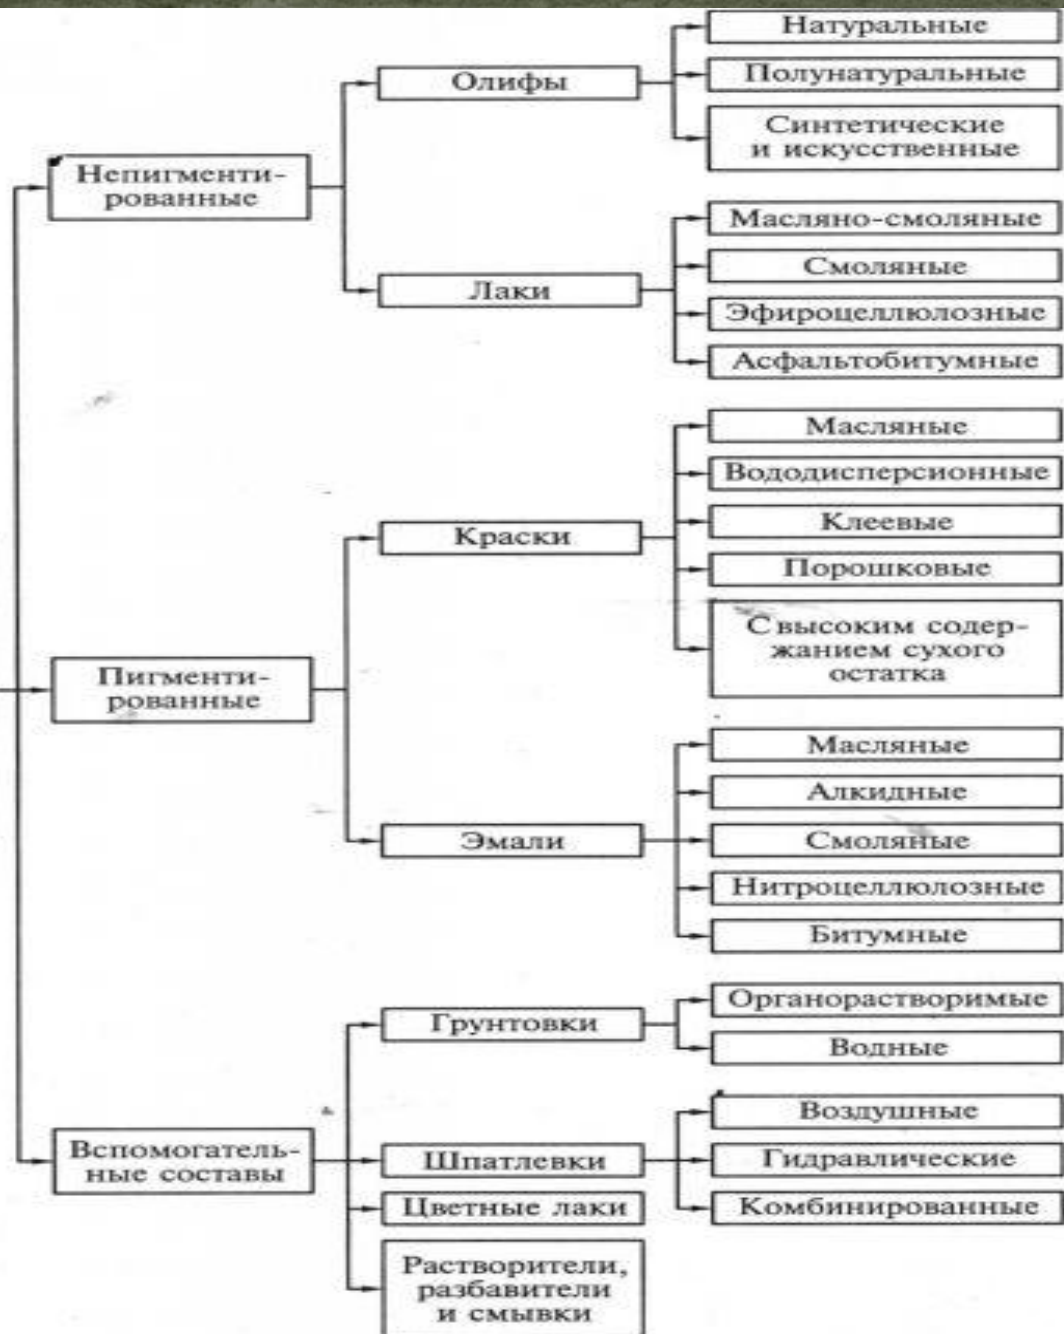 Непигменти-
рованные
Олифы
Натуральные
Полунатуральные
Синтетические
и искусственные
Лаки
Масляно-смоляные
Смоляные
Эфироцеллюлозные
Асфальтобитумные
Пигменти-
рованные
Краски
Масляные
Вододисперсионные
Клеевые
Порошковые
С высоким содер-
жанием сухого
остатка
Эмали
Масляные
Алкидные
Смоляные
Нитроцеллюлозные
Битумные
Вспомогатель-
ные составы
Грунтовки
Органорастворимые
Водные
Шпатлевки
Воздушные
Гидравлические
Комбинированные
Цветные лаки
Растворители,
разбавители
и смывки